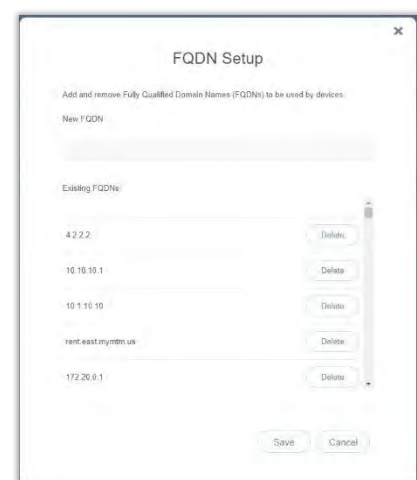 FQDN Setup
Add and remove Fully Qualified Domain Names (FQDNs) to be used by devices.
New FQDN
Existing FQDNs:
4.2.2.2
Delete
10.10.10.1
Delete
10.1.10.10
Delete
rent.east.mymtm.us
Delete
172.20.0.1
Delete
Save
Cancel